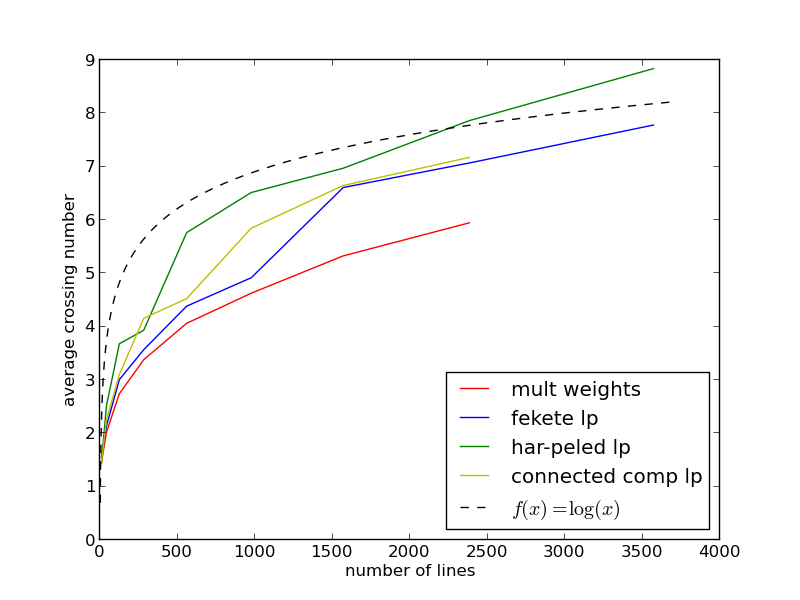 9
8
7
6
5
4
3
2
1
0
average crossing number
mult weights
fekete lp
har-peled lp
connected comp lp
f(x)=log(x)
0 500 1000 1500 2000 2500 3000 3500 4000
number of lines